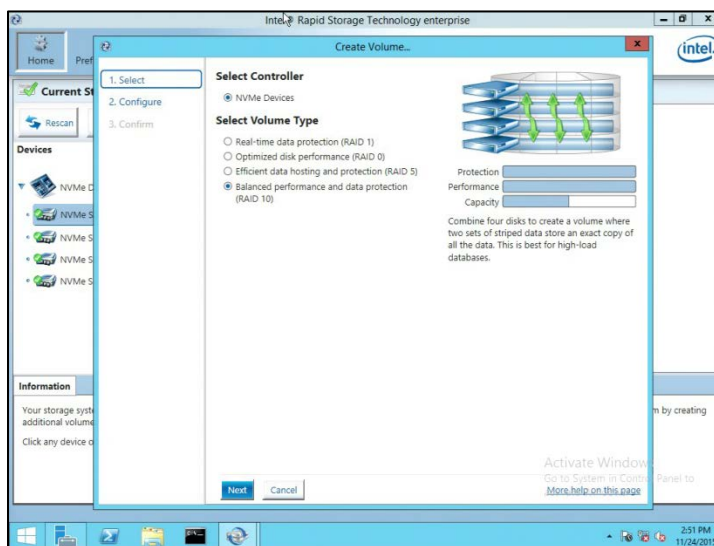 Intel® Rapid Storage Technology enterprise
Home
Pref
intel.
Create Volume...
Current St
Rescan
Devices
NVMe D
NVMe S
NVMe S
NVMe S
NVMe S
1. Select
2. Configure
3. Confirm
Select Controller
NVMe Devices
Select Volume Type
Real-time data protection (RAID 1)
Optimized disk performance (RAID 0)
Efficient data hosting and protection (RAID 5)
Balanced performance and data protection
(RAID 10)
Protection
Performance
Capacity
Combine four disks to create a volume where
two sets of striped data store an exact copy of
all the data. This is best for high-load
databases.
Information
Your storage syste
m by creating
additional volume
Click any device o
Activate Window
Go to System in Control Panel to
Next
Cancel
More help on this page
2:51 PM
11/24/2015